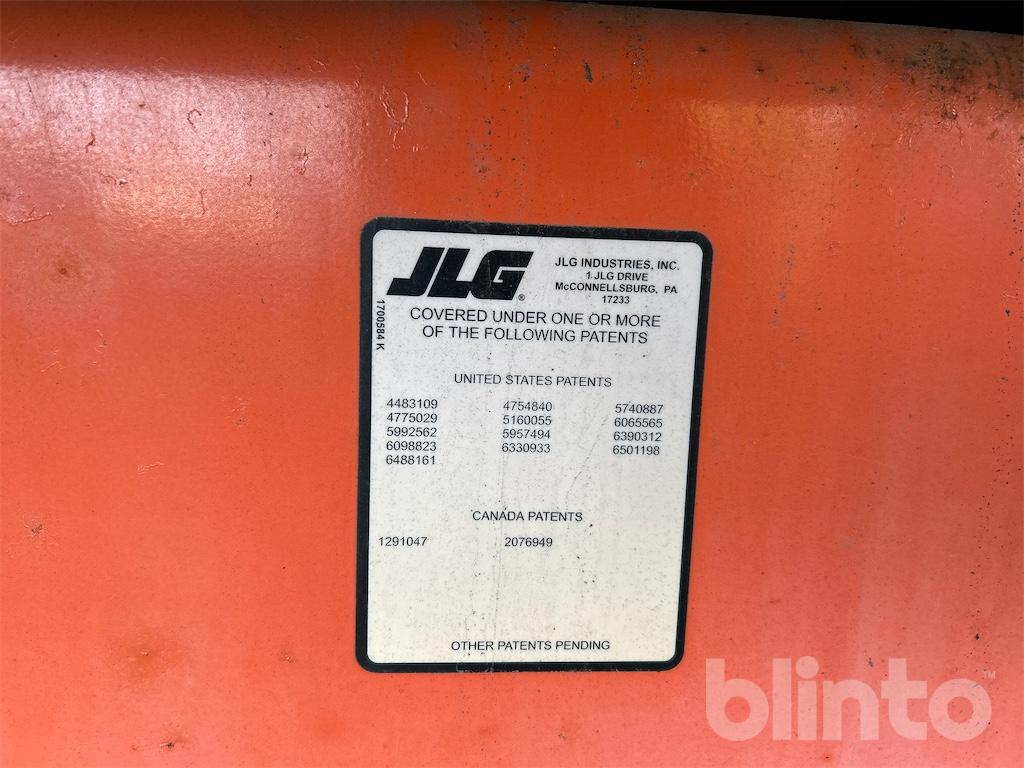 JLG®
JLG INDUSTRIES, INC.
1 JLG DRIVE
McCONNELLSBURG, PA
17233
1700584 K
COVERED UNDER ONE OR MORE
OF THE FOLLOWING PATENTS
UNITED STATES PATENTS
4483109 4754840 5740887
4775029 5160055 6065565
5992562 5957494 6390312
6098823 6330933 6501198
6488161
CANADA PATENTS
1291047 2076949
OTHER PATENTS PENDING
blinto™